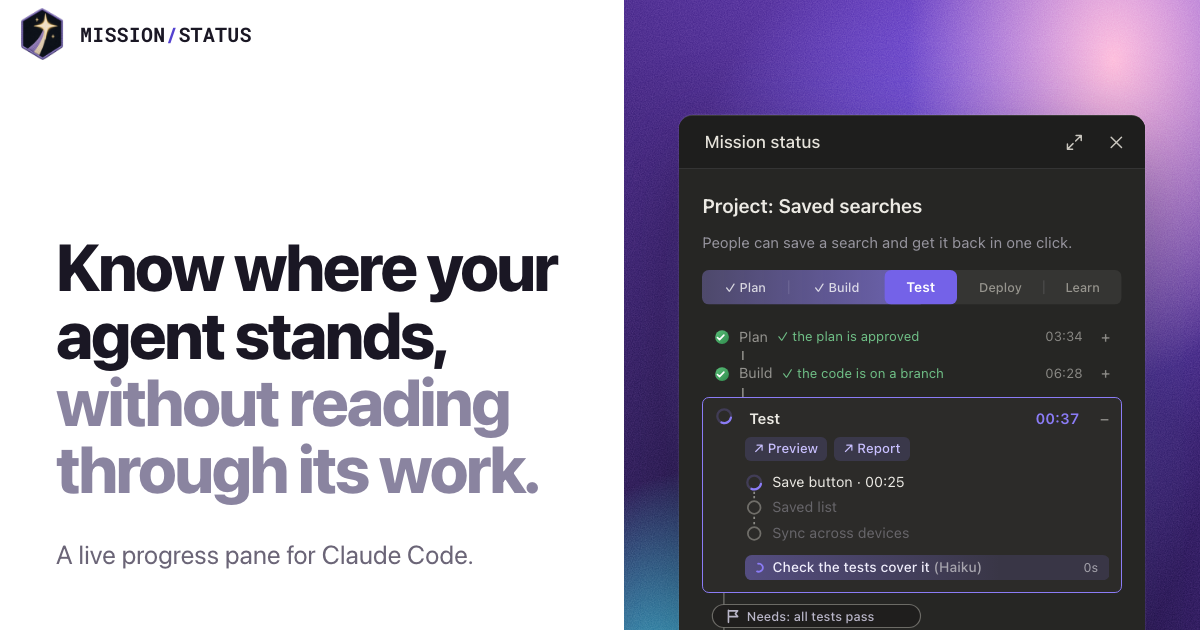 MISSION/STATUS
Know where your
agent stands,
without reading
through its work.
A live progress pane for Claude Code.
Mission status
Project: Saved searches
People can save a search and get it back in one click.
✓ Plan ✓ Build Test Deploy Learn
Plan ✓ the plan is approved 03:34 +
Build ✓ the code is on a branch 06:28 +
Test 00:37 −
↗ Preview ↗ Report
Save button · 00:25
Saved list
Sync across devices
Check the tests cover it (Haiku) 0s
Needs: all tests pass